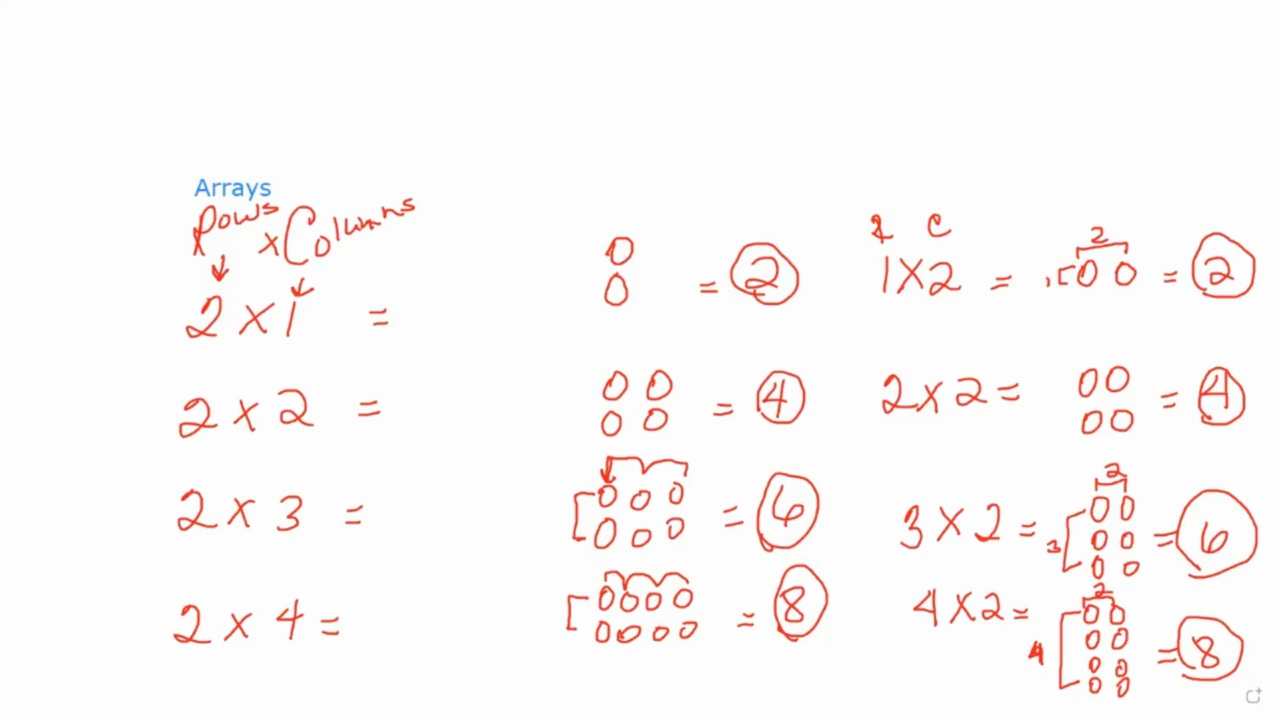 Arrays
Rows x Columns
R C
2
2 x 1 = = 2 1 x 2 = 1 = 2
2 x 2 = = 4 2 x 2 = = 4
2
2 x 3 = = 6 3 x 2 = 3 = 6
2
2 x 4 = = 8 4 x 2 = 4 = 8